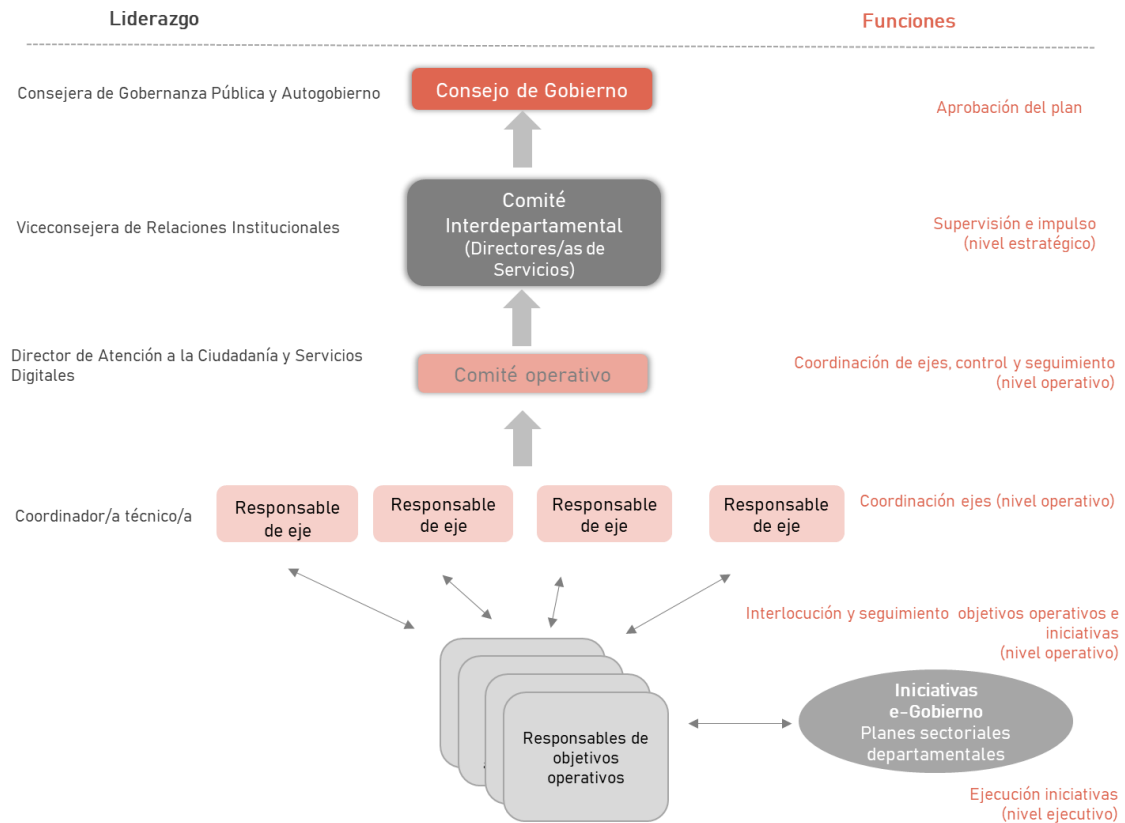 Liderazgo
Funciones
Consejera de Gobernanza Pública y Autogobierno
Consejo de Gobierno
Aprobación del plan
Viceconsejera de Relaciones Institucionales
Comité
Interdepartamental
(Directores/as de
Servicios)
Supervisión e impulso
(nivel estratégico)
Director de Atención a la Ciudadanía y Servicios
Digitales
Comité operativo
Coordinación de ejes, control y seguimiento
(nivel operativo)
Coordinador/a técnico/a
Responsable
de eje
Responsable
de eje
Responsable
de eje
Responsable
de eje
Coordinación ejes (nivel operativo)
Interlocución y seguimiento objetivos operativos e
iniciativas
(nivel operativo)
Responsables de
objetivos
operativos
Iniciativas
e-Gobierno
Planes sectoriales
departamentales
Ejecución iniciativas
(nivel ejecutivo)